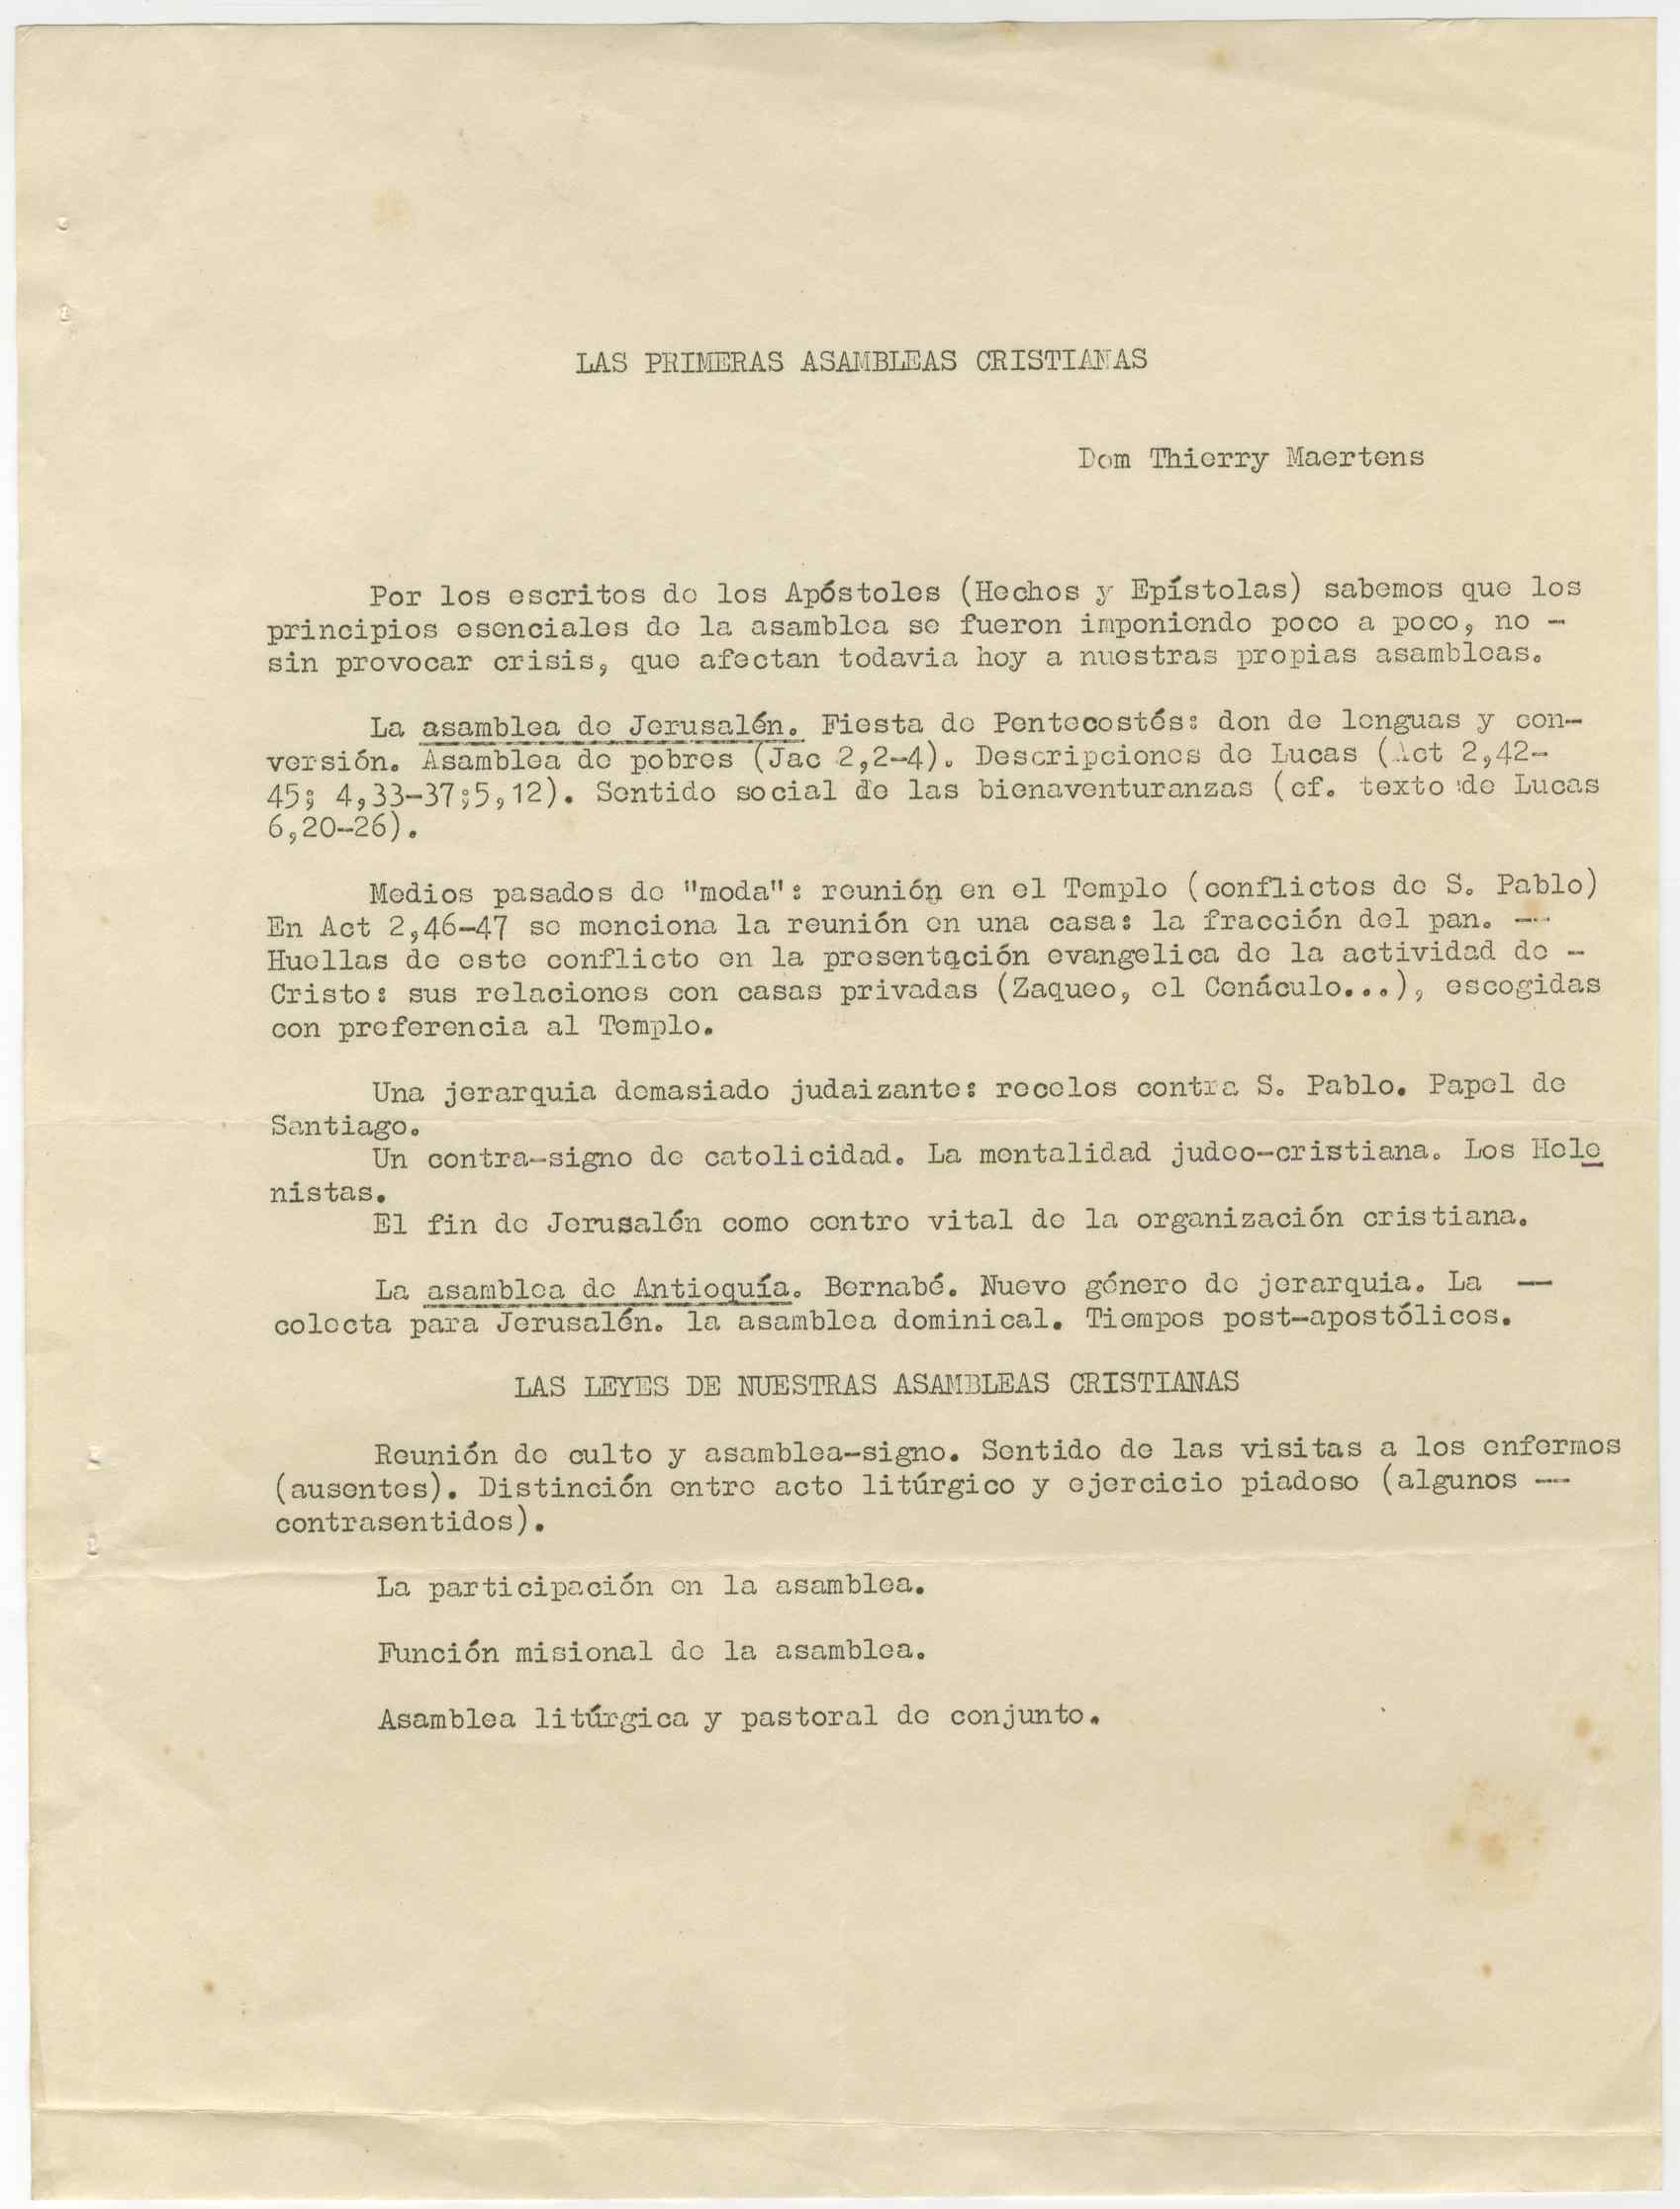 LAS PRIMERAS ASAMBLEAS CRISTIANAS
Dom Thierry Maertens
Por los escritos de los Apóstoles (Hechos y Epístolas) sabemos que los
principios esenciales de la asamblea se fueron imponiendo poco a poco, no -
sin provocar crisis, que afectan todavia hoy a nuestras propias asambleas.
La asamblea de Jerusalén. Fiesta de Pentecostés: don de lenguas y con-
versión. Asamblea de pobres (Jac 2,2-4). Descripciones de Lucas (Act 2,42-
45; 4,33-37;5,12). Sentido social de las bienaventuranzas (cf. texto de Lucas
6,20-26).
Medios pasados de "moda": reunión en el Templo (conflictos de S. Pablo)
En Act 2,46-47 se menciona la reunión en una casa: la fracción del pan. --
Huellas de este conflicto en la presentación evangelica de la actividad de -
Cristo: sus relaciones con casas privadas (Zaqueo, el Cenáculo...), escogidas
con preferencia al Templo.
Una jerarquia demasiado judaizante: recelos contra S. Pablo. Papel de
Santiago.
Un contra-signo de catolicidad. La mentalidad judeo-cristiana. Los Hele
nistas.
El fin de Jerusalén como centro vital de la organización cristiana.
La asamblea de Antioquía. Bernabé. Nuevo género de jerarquia. La --
colecta para Jerusalén. la asamblea dominical. Tiempos post-apostólicos.
LAS LEYES DE NUESTRAS ASAMBLEAS CRISTIANAS
Reunión de culto y asamblea-signo. Sentido de las visitas a los enfermos
(ausentes). Distinción entre acto litúrgico y ejercicio piadoso (algunos --
contrasentidos).
La participación en la asamblea.
Función misional de la asamblea.
Asamblea litúrgica y pastoral de conjunto.